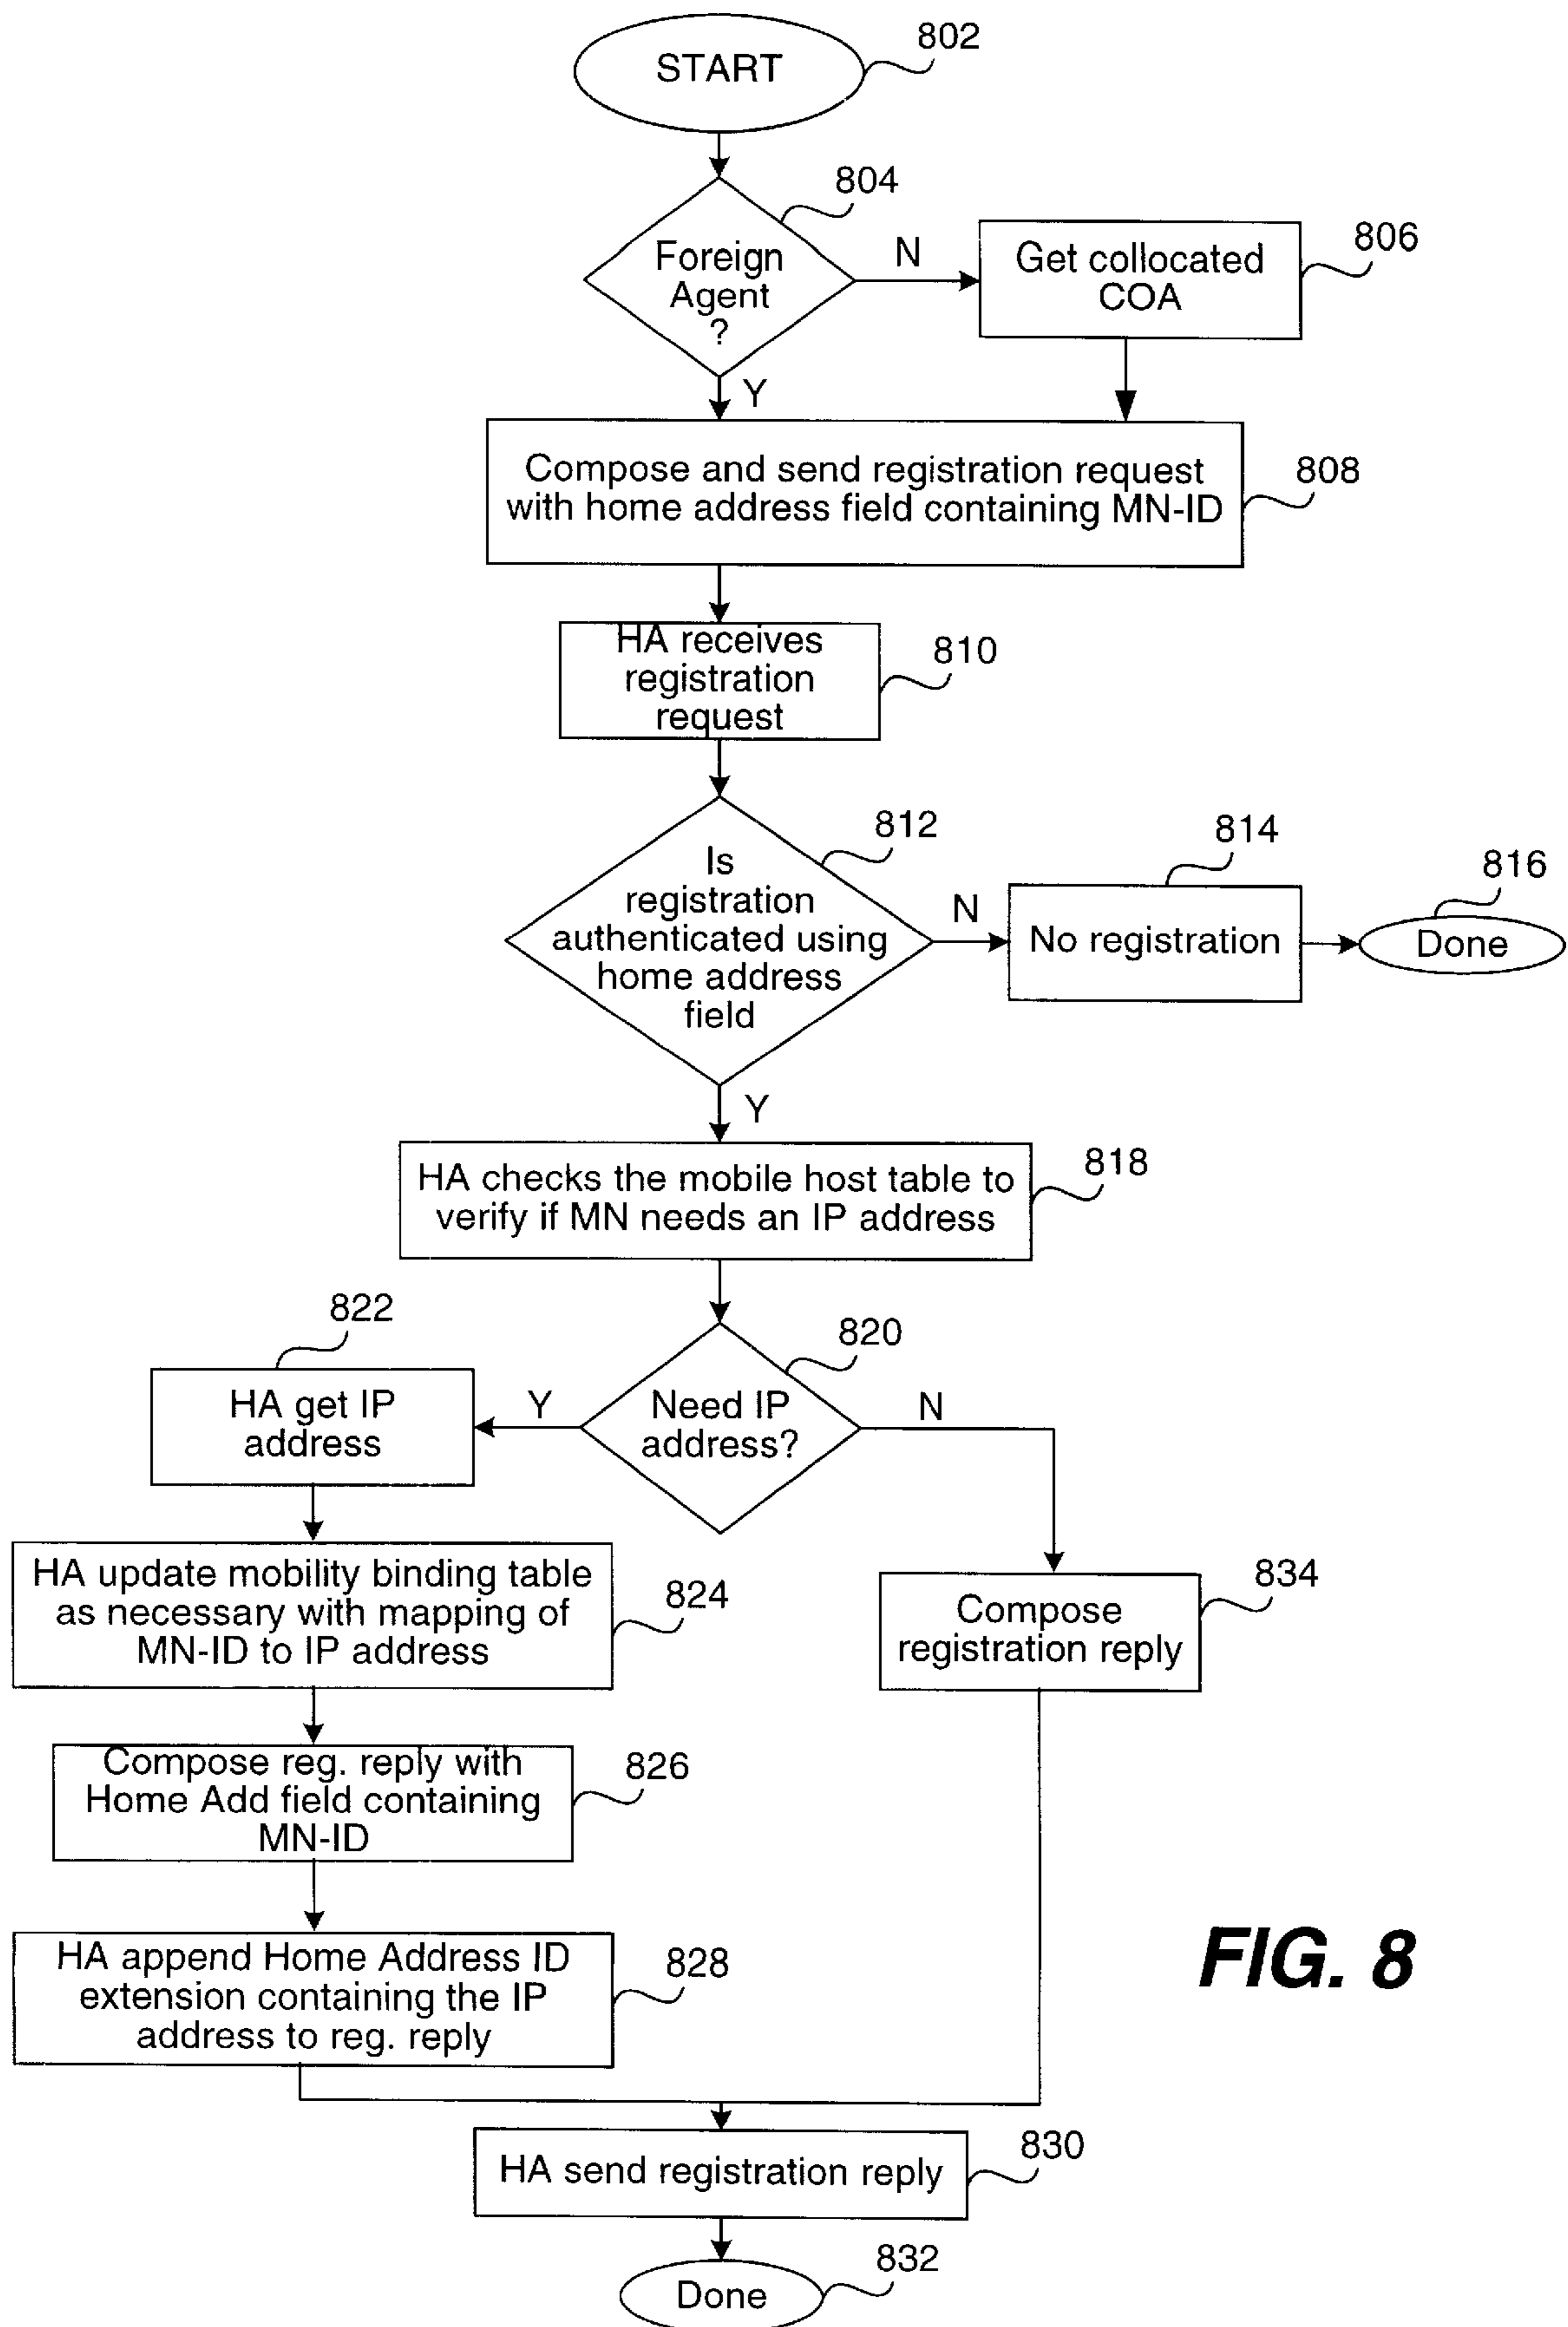 START
802
804
Foreign
Agent
?
N
Get collocated
COA
806
Y
Compose and send registration request
with home address field containing MN-ID
808
HA receives
registration
request
810
812
Is
registration
authenticated using
home address
field
N
814
No registration
816
Done
Y
HA checks the mobile host table to
verify if MN needs an IP address
818
822
820
HA get IP
address
Y
Need IP
address?
N
HA update mobility binding table
as necessary with mapping of
MN-ID to IP address
824
Compose
registration reply
834
Compose reg. reply with
Home Add field containing
MN-ID
826
HA append Home Address ID
extension containing the IP
address to reg. reply
828
FIG. 8
HA send registration reply
830
Done
832